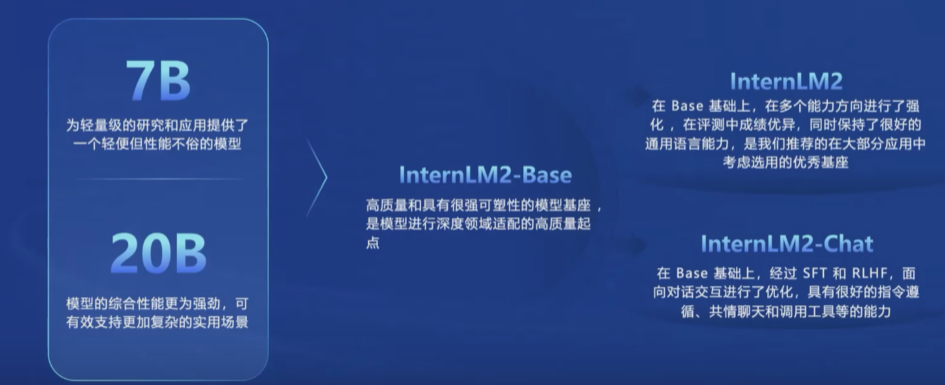 7B
为轻量级的研究和应用提供了
一个轻便但性能不俗的模型
20B
模型的综合性能更为强劲，可
有效支持更加复杂的实用场景
InternLM2-Base
高质量和具有很强可塑性的模型基座，
是模型进行深度领域适配的高质量起
点
InternLM2
在 Base 基础上，在多个能力方向进行了强
化，在评测中成绩优异，同时保持了很好的
通用语言能力，是我们推荐的在大部分应用中
考虑选用的优秀基座
InternLM2-Chat
在 Base 基础上，经过 SFT 和 RLHF，面
向对话交互进行了优化，具有很好的指令遵
循、共情聊天和调用工具等的能力